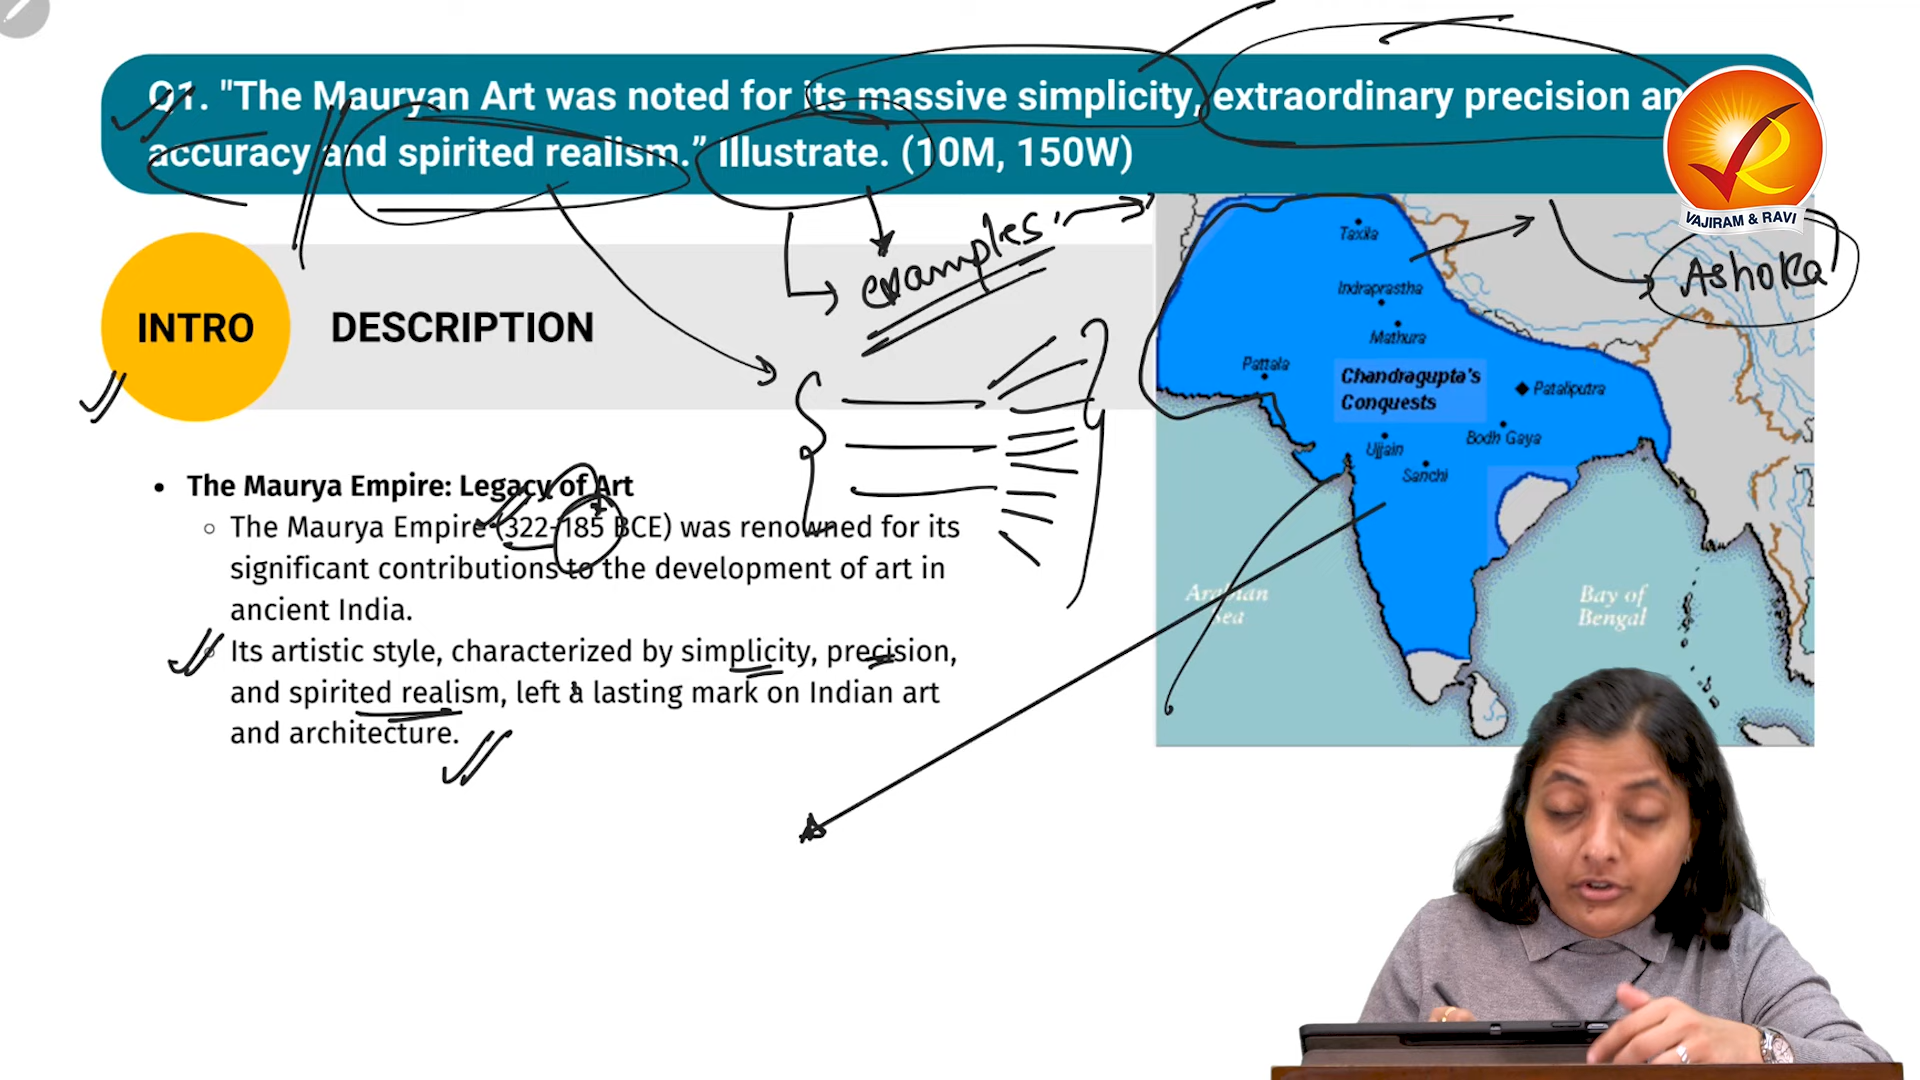 Q1. "The Mauryan Art was noted for its massive simplicity, extraordinary precision an
accuracy and spirited realism.” Illustrate. (10M, 150W)
VAJIRAM & RAVI
examples
Ashoka
INTRO
DESCRIPTION
Taxila
Indraprastha
Mathura
Pattala
Chandragupta's
Conquests
Pataliputra
Ujjain
Bodh Gaya
Sanchi
Arabian
Sea
Bay of
Bengal
• The Maurya Empire: Legacy of Art
○ The Maurya Empire (322-185 BCE) was renowned for its
significant contributions to the development of art in
ancient India.
○ Its artistic style, characterized by simplicity, precision,
and spirited realism, left a lasting mark on Indian art
and architecture.